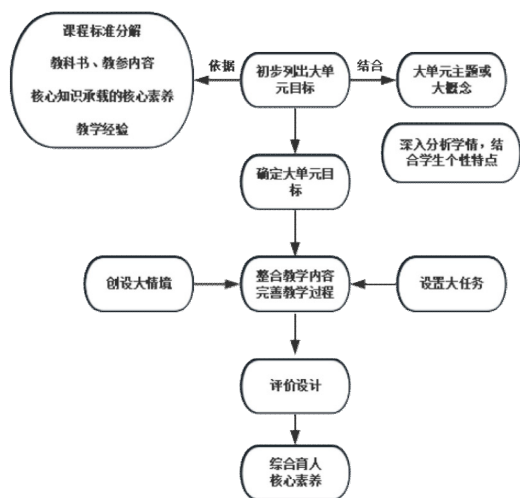 课程标准分解
教科书、教参内容
核心知识承载的核心素养
教学经验
依据
初步列出大单
元目标
结合
大单元主题或
大概念
深入分析学情，结
合学生个性特点
确定大单元目
标
创设大情境
整合教学内容
完善教学过程
设置大任务
评价设计
综合育人
核心素养